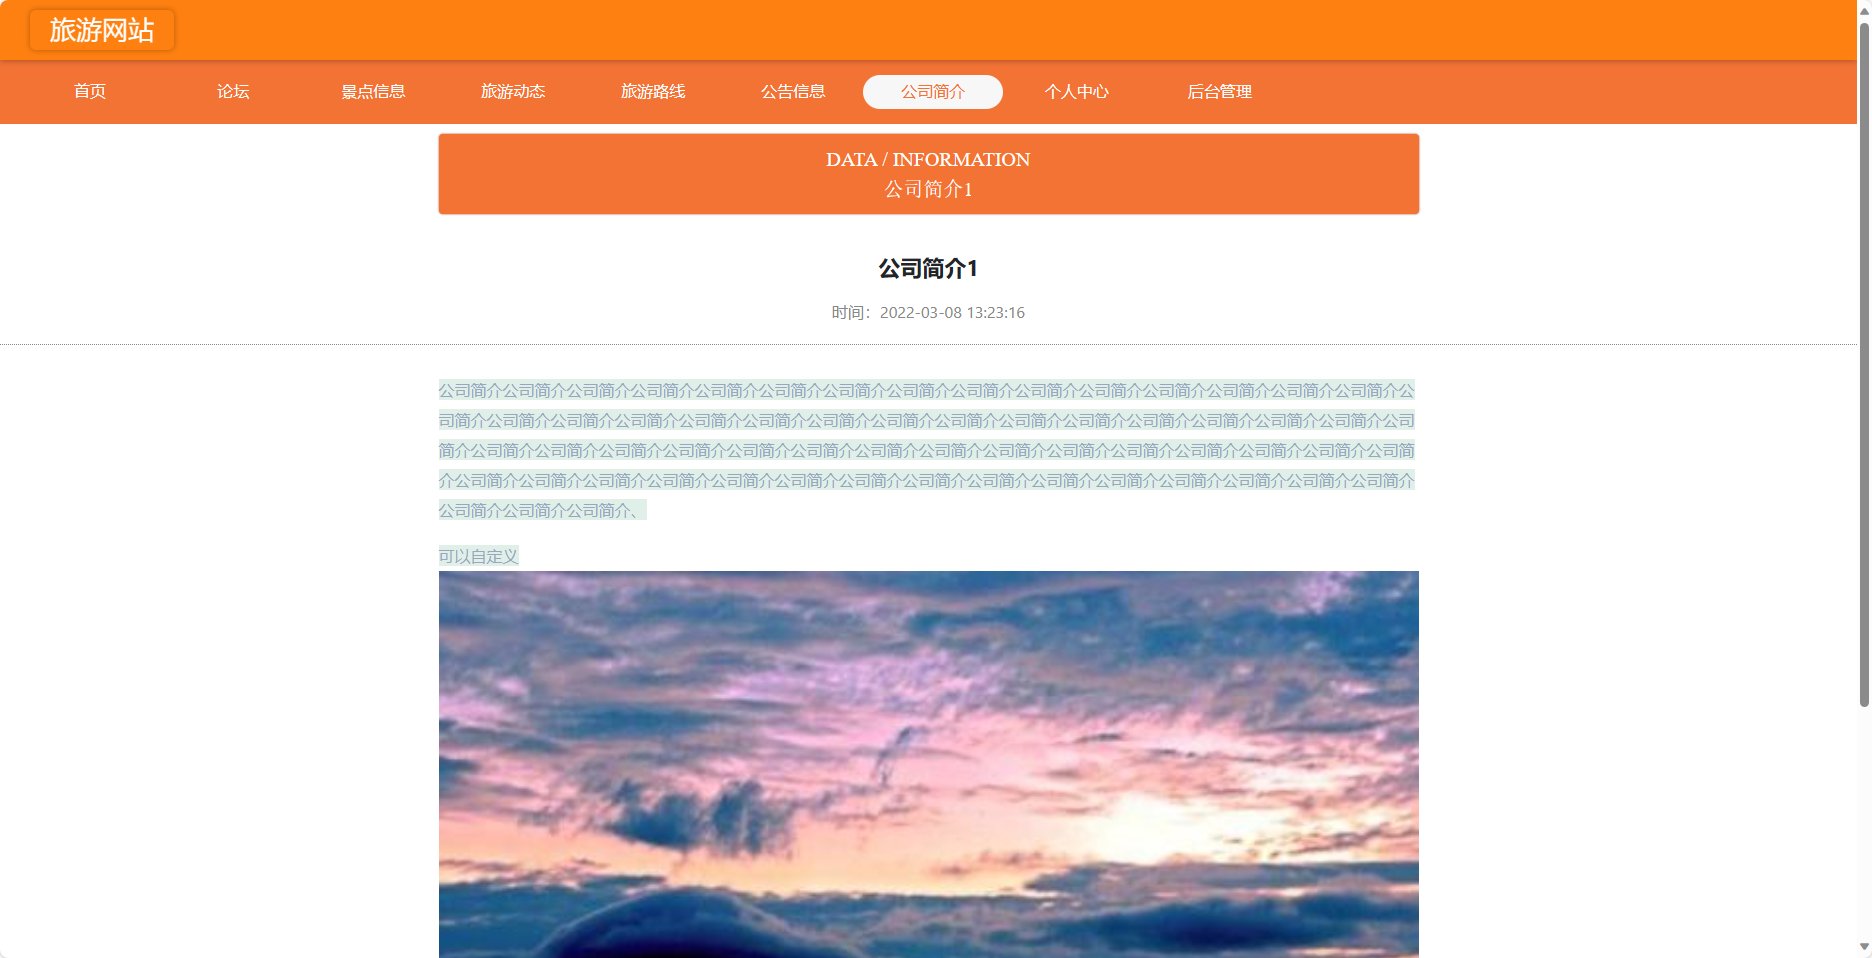 旅游网站
首页 论坛 景点信息 旅游动态 旅游路线 公告信息 公司简介 个人中心 后台管理
DATA / INFORMATION
公司简介1
公司简介1
时间：2022-03-08 13:23:16
公司简介公司简介公司简介公司简介公司简介公司简介公司简介公司简介公司简介公司简介公司简介公司简介公司简介公司简介公司简介公
司简介公司简介公司简介公司简介公司简介公司简介公司简介公司简介公司简介公司简介公司简介公司简介公司简介公司简介公司简介公司
简介公司简介公司简介公司简介公司简介公司简介公司简介公司简介公司简介公司简介公司简介公司简介公司简介公司简介公司简介公司简
介公司简介公司简介公司简介公司简介公司简介公司简介公司简介公司简介公司简介公司简介公司简介公司简介公司简介公司简介公司简介
公司简介公司简介公司简介、
可以自定义